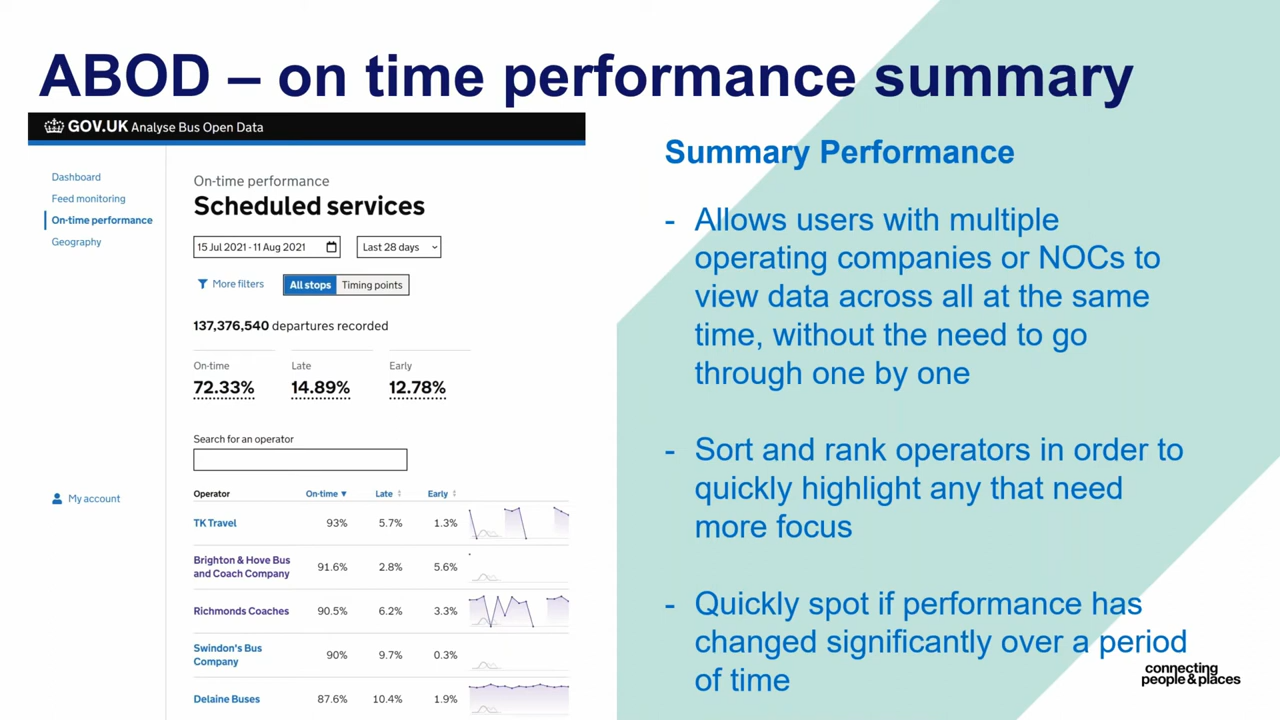 ABOD – on time performance summary
GOV.UK Analyse Bus Open Data
Dashboard
Feed monitoring
On-time performance
Geography
My account
On-time performance
Scheduled services
15 Jul 2021 - 11 Aug 2021
Last 28 days
More filters
All stops
Timing points
137,376,540 departures recorded
On-time Late Early
72.33% 14.89% 12.78%
Search for an operator
Operator On-time ▼ Late Early
TK Travel 93% 5.7% 1.3%
Brighton & Hove Bus
and Coach Company 91.6% 2.8% 5.6%
Richmonds Coaches 90.5% 6.2% 3.3%
Swindon's Bus
Company 90% 9.7% 0.3%
Delaine Buses 87.6% 10.4% 1.9%
Summary Performance
- Allows users with multiple
operating companies or NOCs to
view data across all at the same
time, without the need to go
through one by one
- Sort and rank operators in order to
quickly highlight any that need
more focus
- Quickly spot if performance has
changed significantly over a period
of time
connecting
people&places